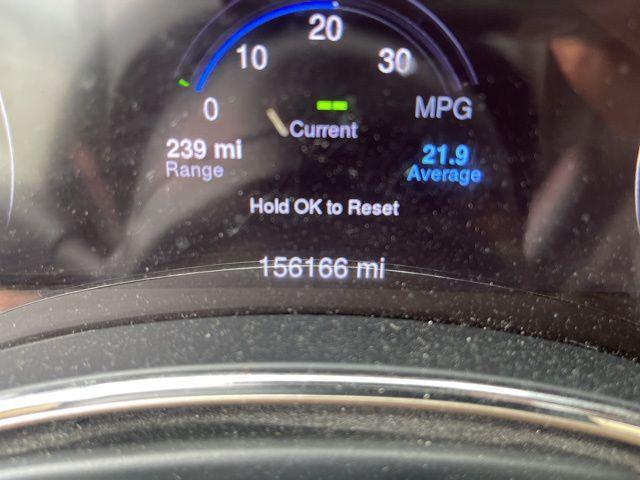 20
10
30
0
MPG
Current
239 mi
Range
21.9
Average
Hold OK to Reset
156166 mi